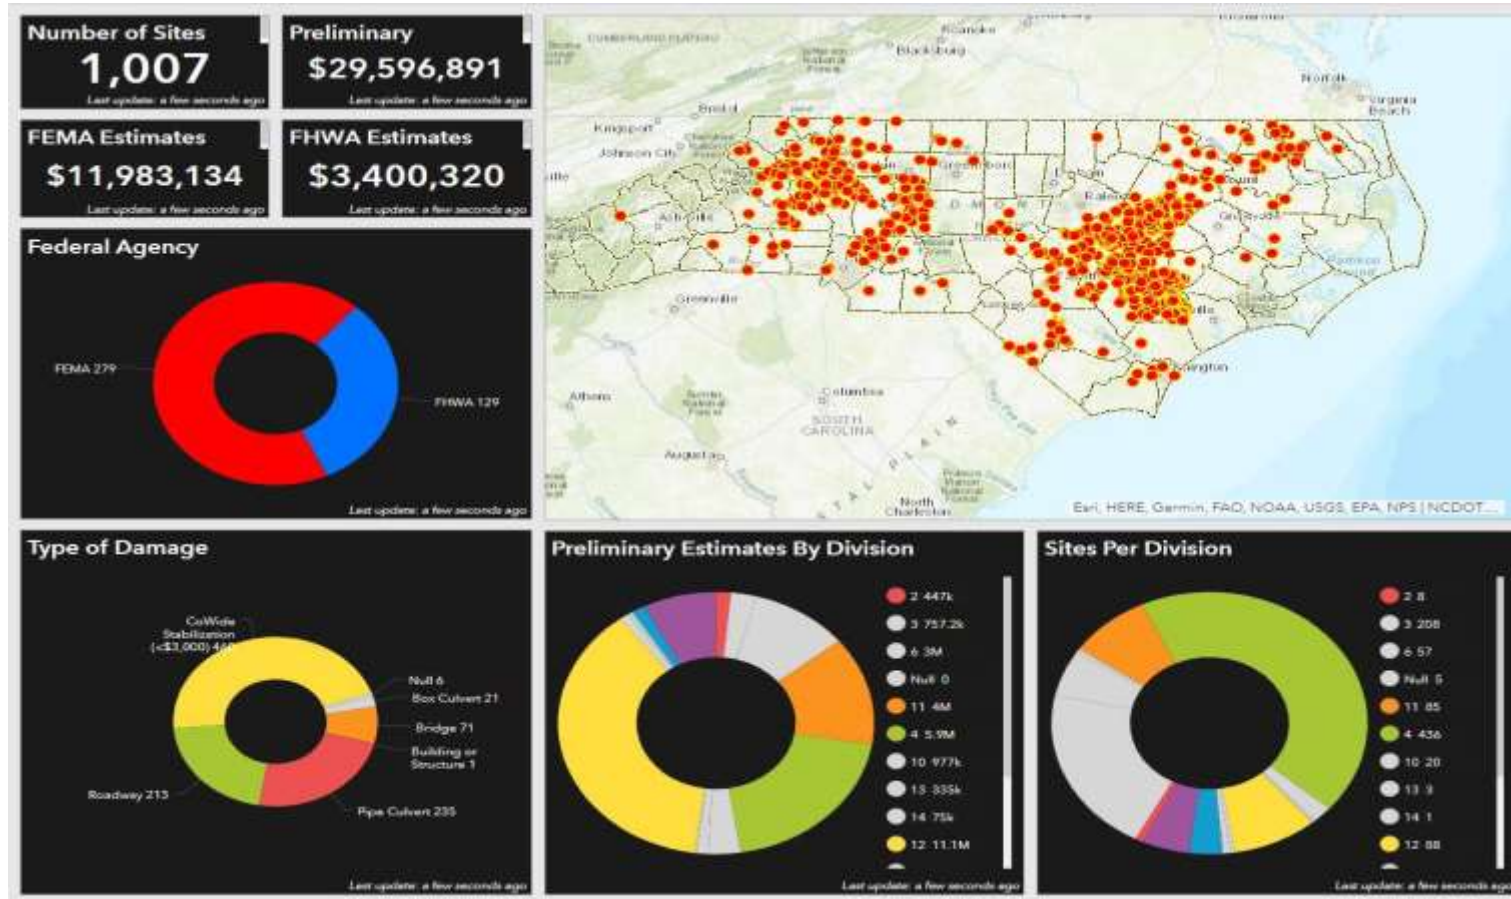 Number of Sites
1,007
Last update: a few seconds ago
Preliminary
$29,596,891
Last update: a few seconds ago
FEMA Estimates
$11,983,134
Last update: a few seconds ago
FHWA Estimates
$3,400,320
Last update: a few seconds ago
Federal Agency
FEMA 279
FHWA 129
Last update: a few seconds ago
CUMBERLAND PLATEAU
Roanoke
Blacksburg
Norfolk
Virginia
Beach
Bristol
Kingsport
Johnson City
Greensboro
Raleigh
Asheville
Greenville
Athens
Columbia
SOUTH
CAROLINA
Augusta
North
Charleston
Esri, HERE, Garmin, FAO, NOAA, USGS, EPA, NPS | NCDOT...
Type of Damage
CoWide
Stabilization
(<$3,000)
Null 6
Box Culvert 21
Bridge 71
Building or
Structure 1
Pipe Culvert 235
Roadway 213
Last update: a few seconds ago
Preliminary Estimates By Division
2 447k
3 757.2k
6 3M
Null 0
11 4M
4 5.9M
10 977k
13 335k
14 75k
12 11.1M
Last update: a few seconds ago
Sites Per Division
2 8
3 208
6 57
Null 5
11 85
4 436
10 20
13 3
14 1
12 88
Last update: a few seconds ago